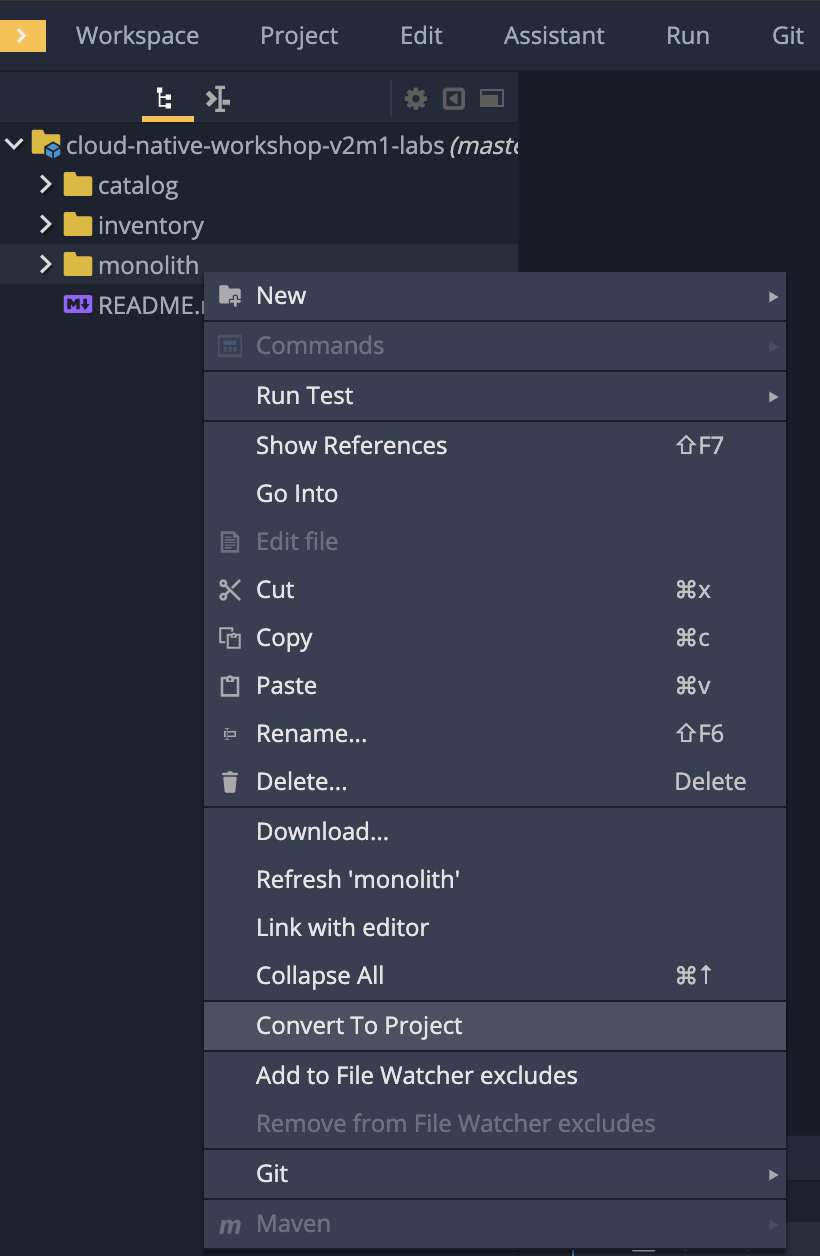 Workspace Project Edit Assistant Run Git
cloud-native-workshop-v2m1-labs (maste
catalog
inventory
monolith
README.
New
Commands
Run Test
Show References ⇧F7
Go Into
Edit file
Cut ⌘x
Copy ⌘c
Paste ⌘v
Rename... ⇧F6
Delete... Delete
Download...
Refresh 'monolith'
Link with editor
Collapse All ⌘↑
Convert To Project
Add to File Watcher excludes
Remove from File Watcher excludes
Git
m Maven